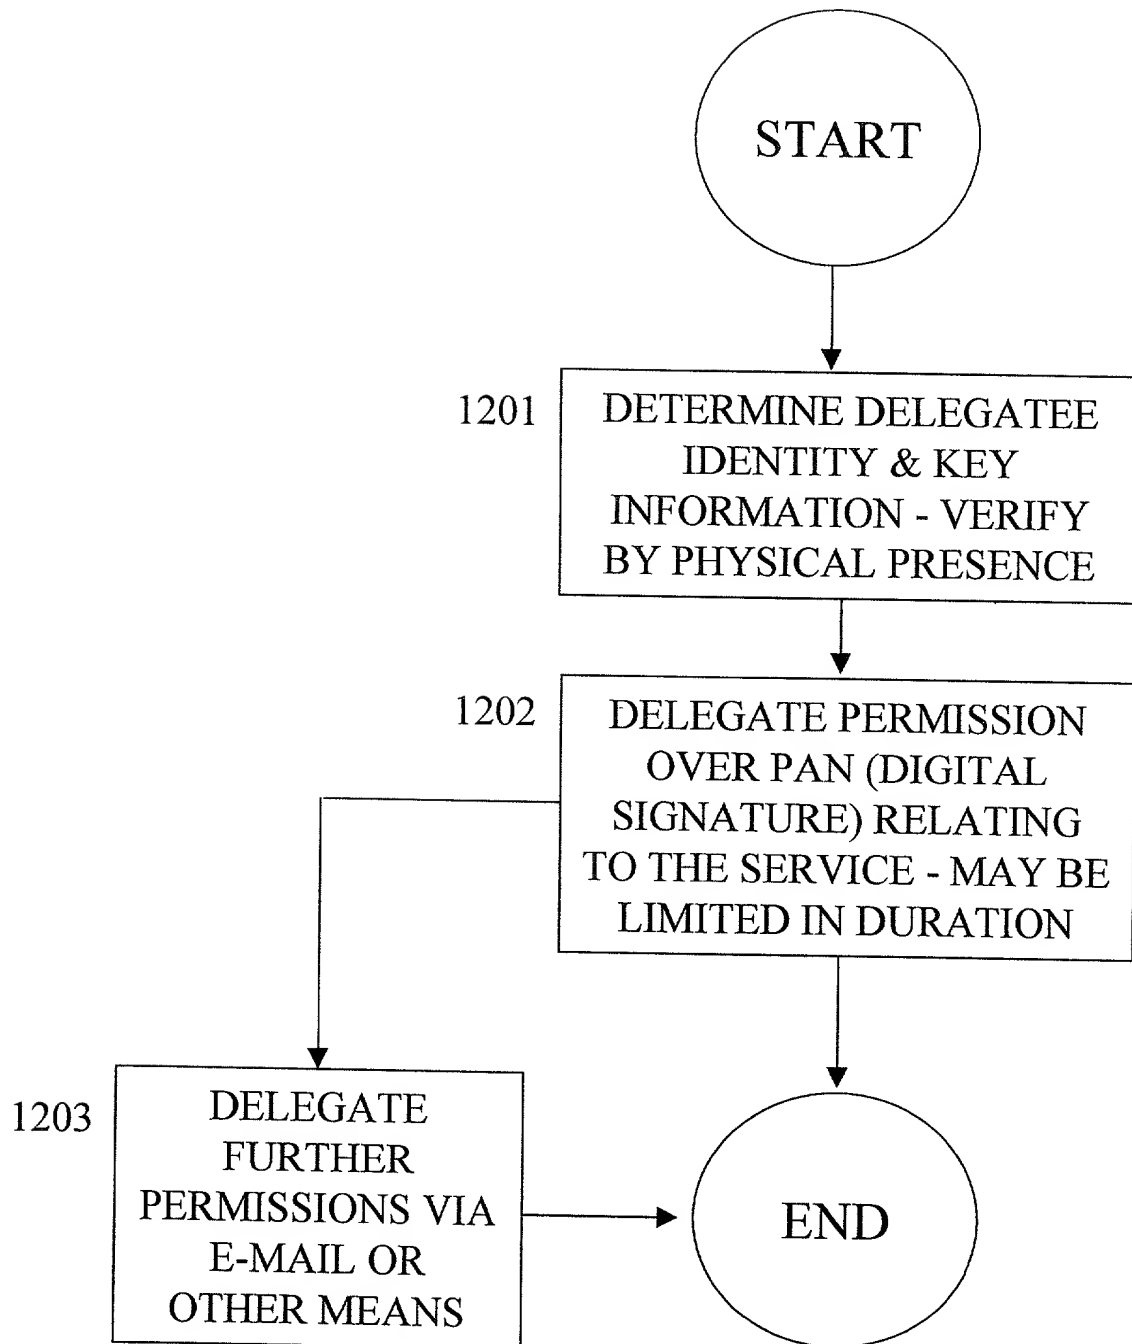 START
1201
DETERMINE DELEGATEE
IDENTITY & KEY
INFORMATION - VERIFY
BY PHYSICAL PRESENCE
1202
DELEGATE PERMISSION
OVER PAN (DIGITAL
SIGNATURE) RELATING
TO THE SERVICE - MAY BE
LIMITED IN DURATION
1203
DELEGATE
FURTHER
PERMISSIONS VIA
E-MAIL OR
OTHER MEANS
END